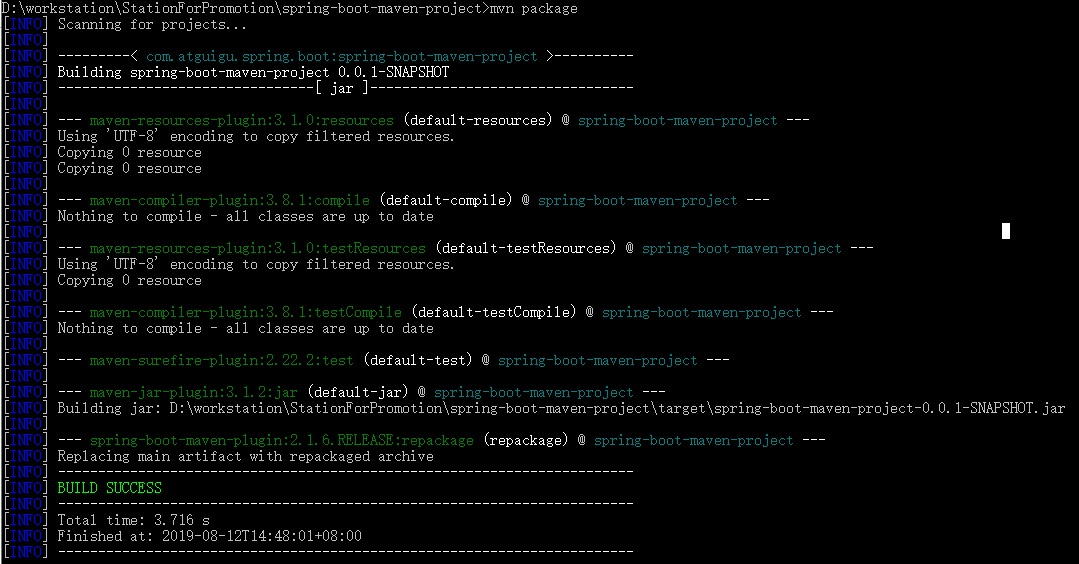 D:\workstation\StationForPromotion\spring-boot-maven-project>mvn package
[INFO] Scanning for projects...
[INFO]
[INFO] ---------< com.atguigu.spring.boot:spring-boot-maven-project >----------
[INFO] Building spring-boot-maven-project 0.0.1-SNAPSHOT
[INFO] --------------------------------[ jar ]---------------------------------
[INFO]
[INFO] --- maven-resources-plugin:3.1.0:resources (default-resources) @ spring-boot-maven-project ---
[INFO] Using 'UTF-8' encoding to copy filtered resources.
[INFO] Copying 0 resource
[INFO] Copying 0 resource
[INFO]
[INFO] --- maven-compiler-plugin:3.8.1:compile (default-compile) @ spring-boot-maven-project ---
[INFO] Nothing to compile - all classes are up to date
[INFO]
[INFO] --- maven-resources-plugin:3.1.0:testResources (default-testResources) @ spring-boot-maven-project ---
[INFO] Using 'UTF-8' encoding to copy filtered resources.
[INFO] Copying 0 resource
[INFO]
[INFO] --- maven-compiler-plugin:3.8.1:testCompile (default-testCompile) @ spring-boot-maven-project ---
[INFO] Nothing to compile - all classes are up to date
[INFO]
[INFO] --- maven-surefire-plugin:2.22.2:test (default-test) @ spring-boot-maven-project ---
[INFO]
[INFO] --- maven-jar-plugin:3.1.2:jar (default-jar) @ spring-boot-maven-project ---
[INFO] Building jar: D:\workstation\StationForPromotion\spring-boot-maven-project\target\spring-boot-maven-project-0.0.1-SNAPSHOT.jar
[INFO]
[INFO] --- spring-boot-maven-plugin:2.1.6.RELEASE:repackage (repackage) @ spring-boot-maven-project ---
[INFO] Replacing main artifact with repackaged archive
[INFO] ------------------------------------------------------------------------
[INFO] BUILD SUCCESS
[INFO] ------------------------------------------------------------------------
[INFO] Total time: 3.716 s
[INFO] Finished at: 2019-08-12T14:48:01+08:00
[INFO] ------------------------------------------------------------------------